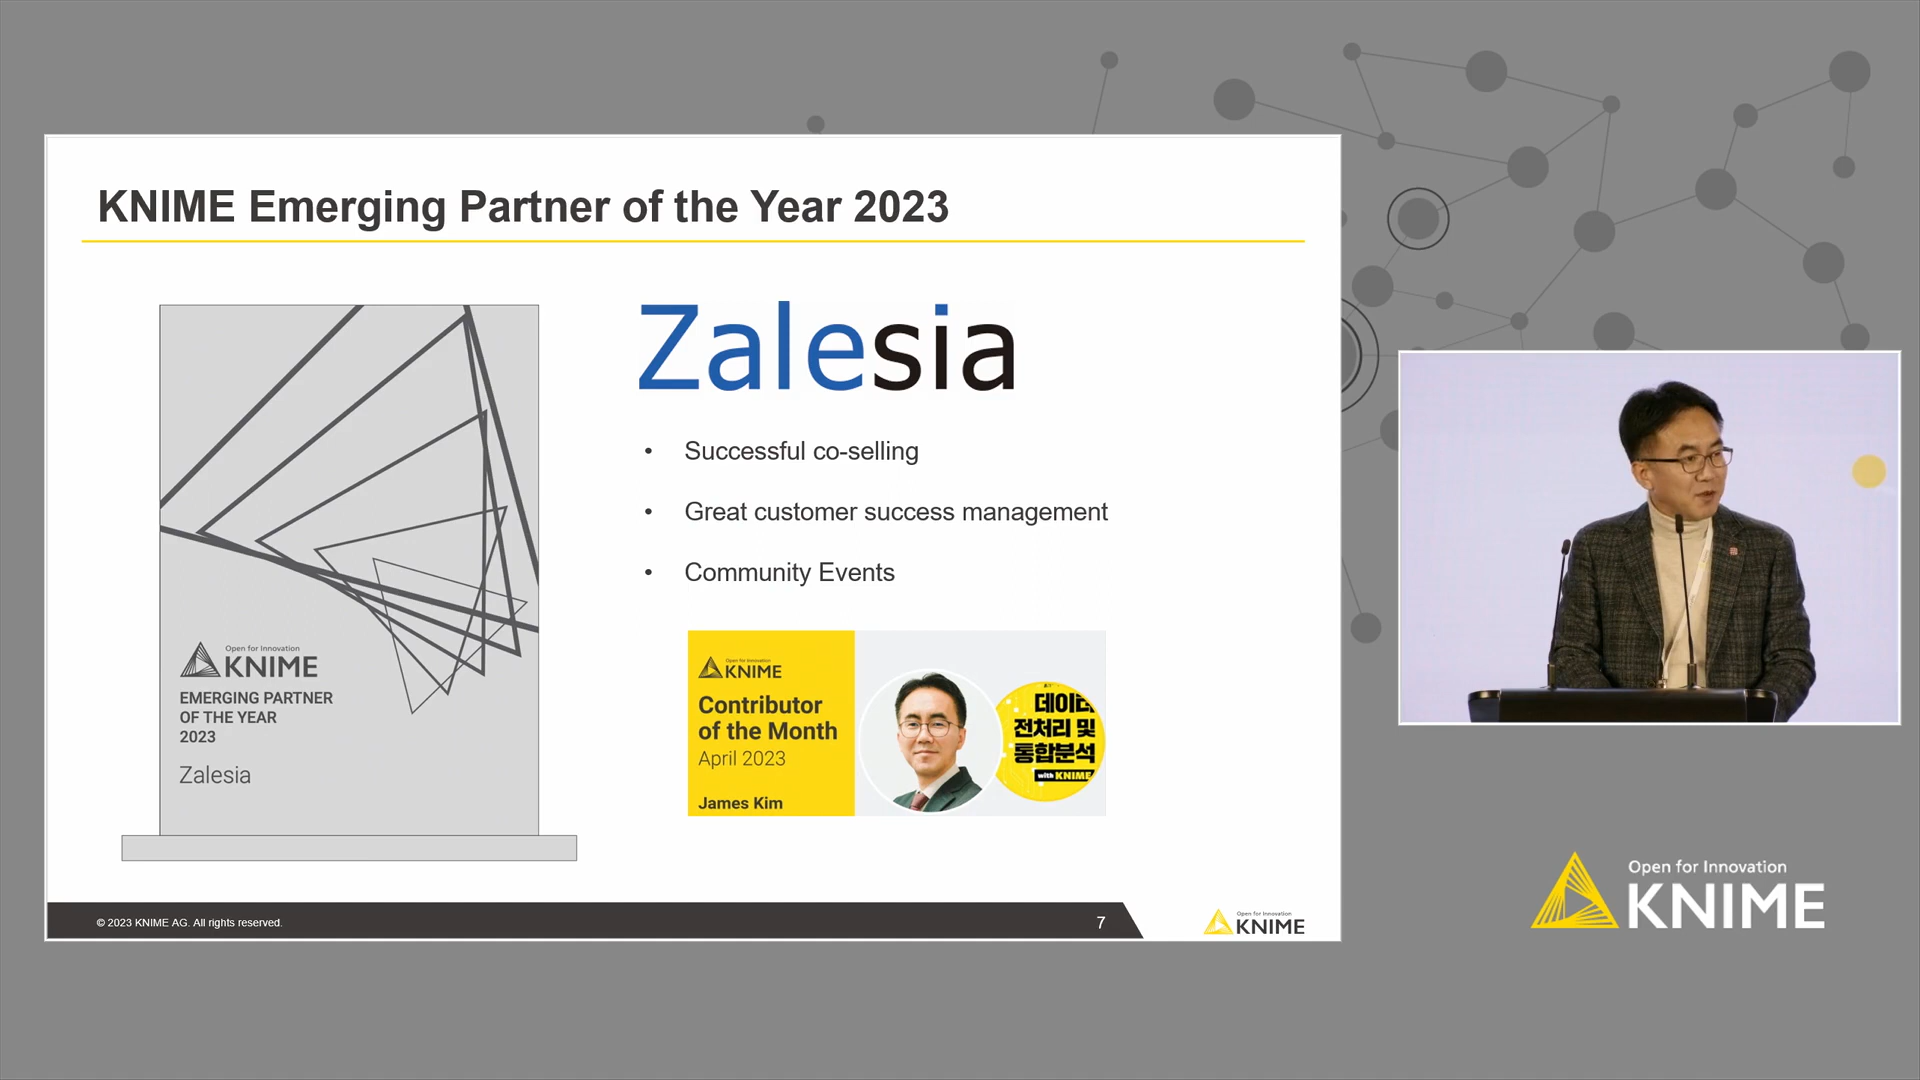 KNIME Emerging Partner of the Year 2023
Open for Innovation
KNIME
EMERGING PARTNER
OF THE YEAR
2023
Zalesia
Zalesia
• Successful co-selling
• Great customer success management
• Community Events
Open for Innovation
KNIME
Contributor
of the Month
April 2023
James Kim
데이터
전처리 및
통합분석
with KNIME
© 2023 KNIME AG. All rights reserved.
7
Open for Innovation
KNIME
Open for Innovation
KNIME